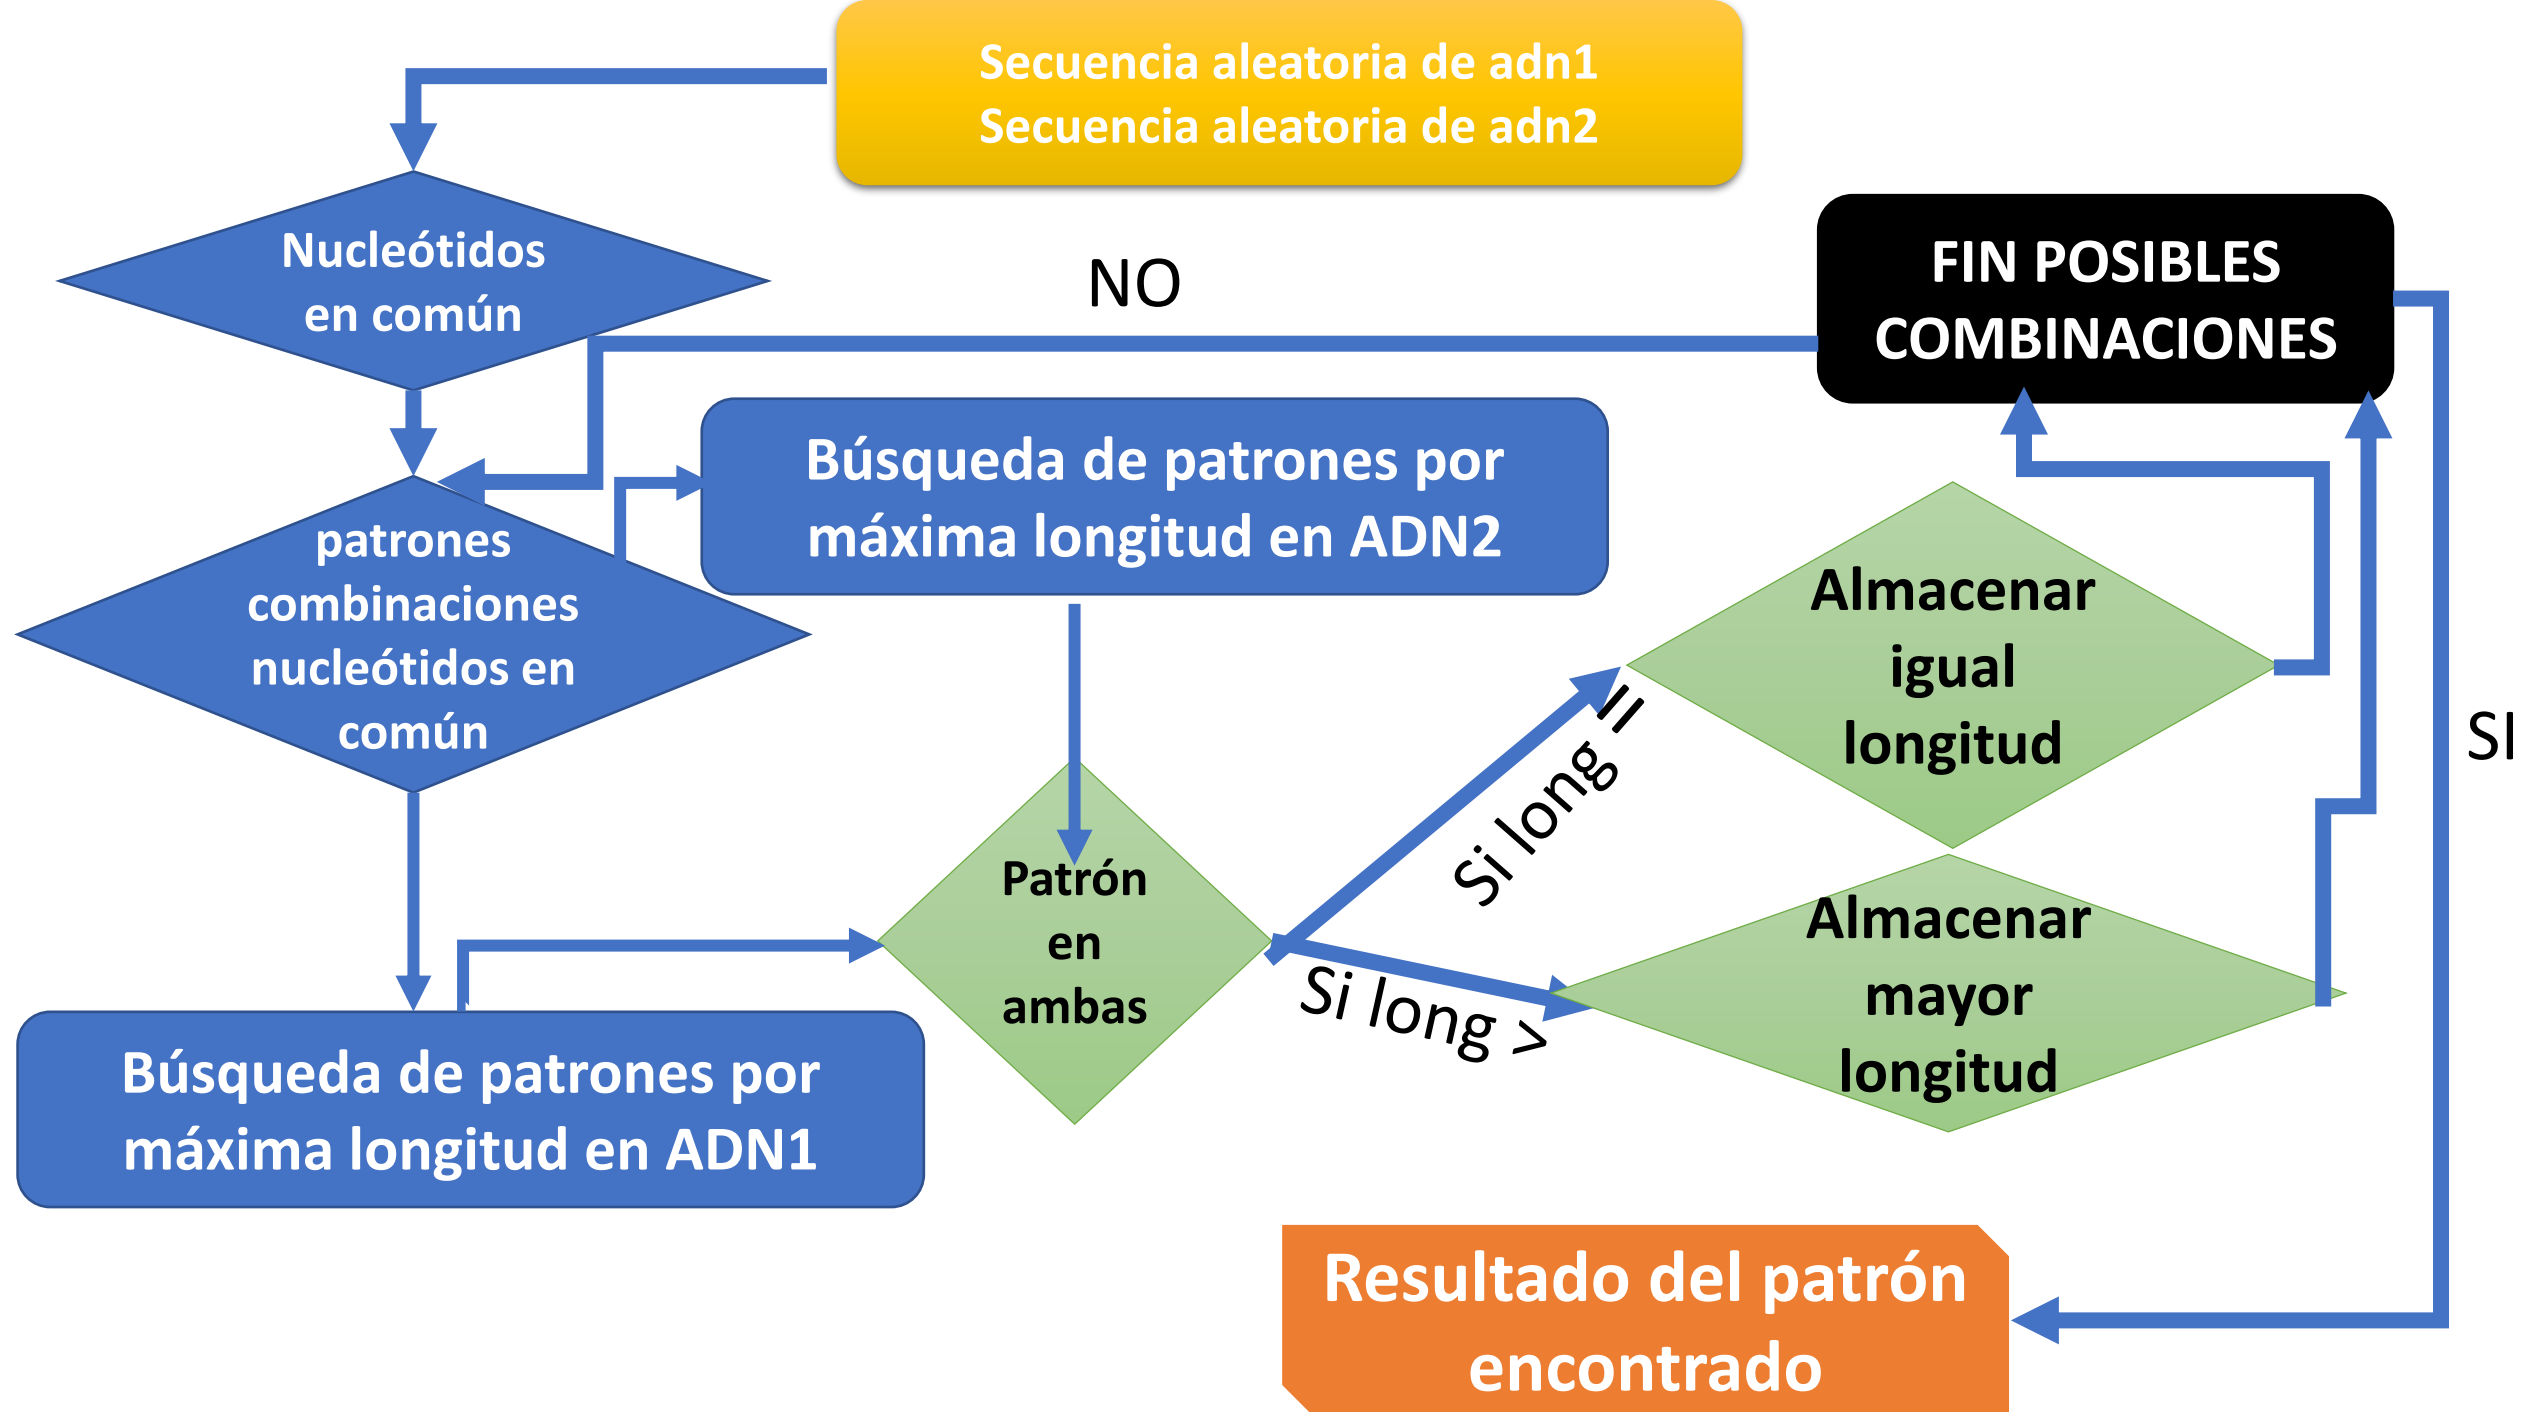 Secuencia aleatoria de adn1
Secuencia aleatoria de adn2
Nucleótidos
en común
NO
FIN POSIBLES
COMBINACIONES
Búsqueda de patrones por
máxima longitud en ADN2
patrones
combinaciones
nucleótidos en
común
Almacenar
igual
longitud
SI
Si long =
Patrón
en
ambas
Si long >
Almacenar
mayor
longitud
Búsqueda de patrones por
máxima longitud en ADN1
Resultado del patrón
encontrado